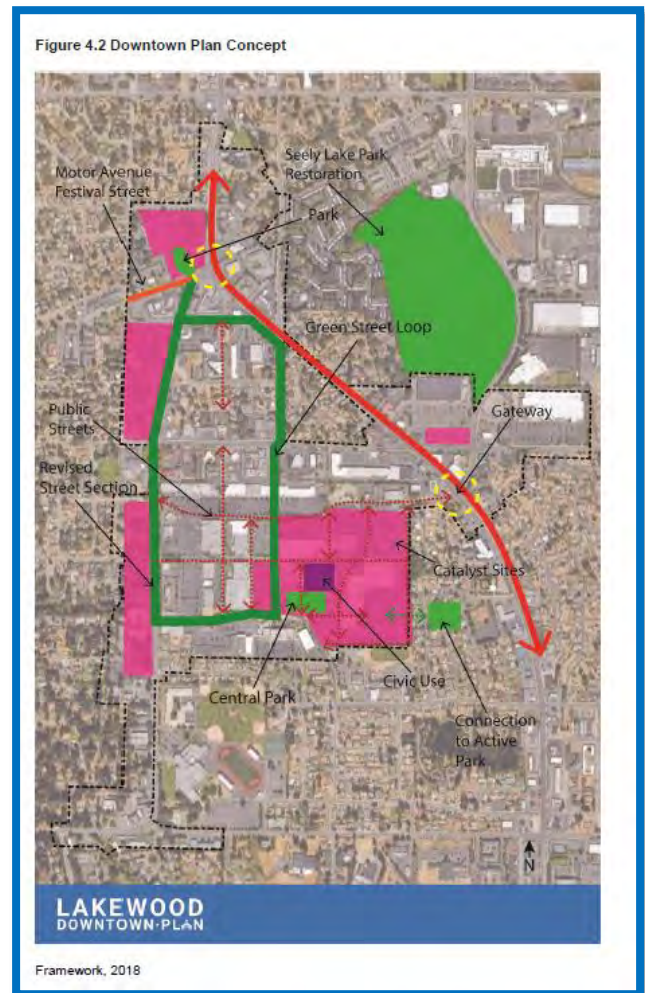 Figure 4.2 Downtown Plan Concept
Motor Avenue
Festival Street
Seely Lake Park
Restoration
Park
Green Street Loop
Public
Streets
Gateway
Revised
Street Section
Catalyst Sites
Central Park
Civic Use
Connection
to Active
Park
N
LAKEWOOD
DOWNTOWN·PLAN
Framework, 2018